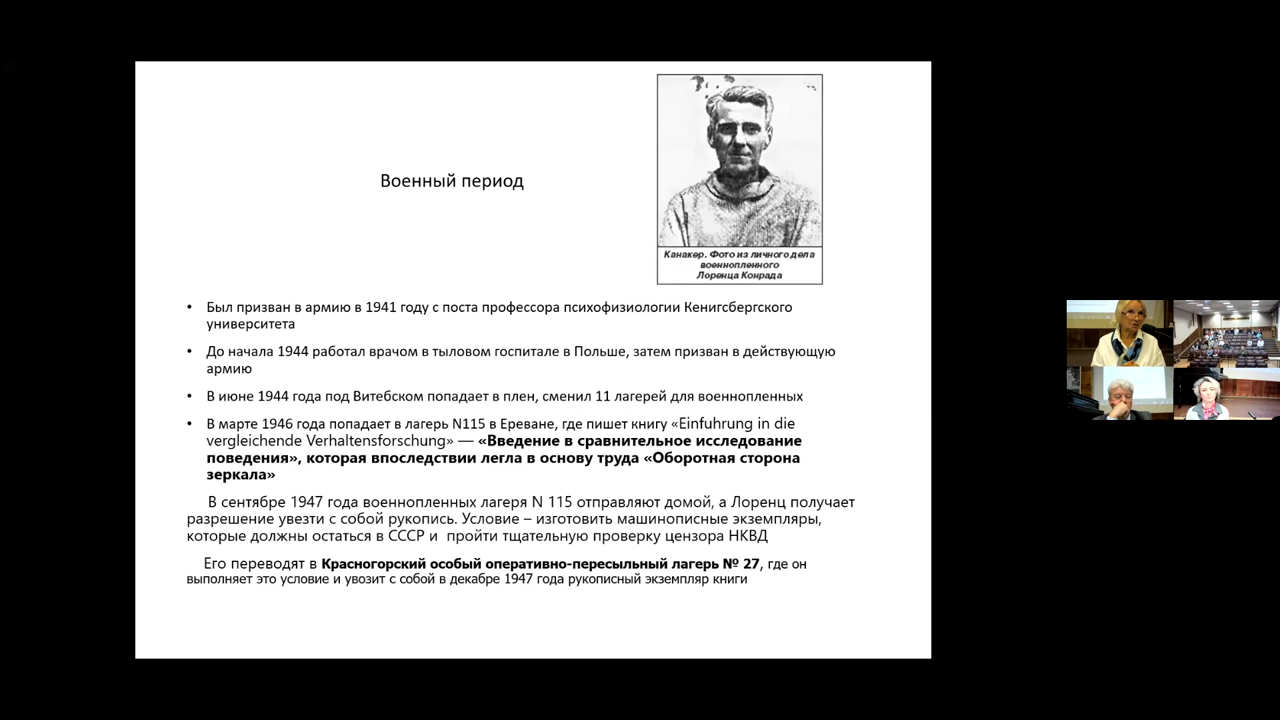 Военный период
Канакер. Фото из личного дела
военнопленного
Лоренца Конрада
• Был призван в армию в 1941 году с поста профессора психофизиологии Кенигсбергского
университета
• До начала 1944 работал врачом в тыловом госпитале в Польше, затем призван в действующую
армию
• В июне 1944 года под Витебском попадает в плен, сменил 11 лагерей для военнопленных
• В марте 1946 года попадает в лагерь N115 в Ереване, где пишет книгу «Einfuhrung in die
vergleichende Verhaltensforschung» — «Введение в сравнительное исследование
поведения», которая впоследствии легла в основу труда «Оборотная сторона
зеркала»
В сентябре 1947 года военнопленных лагеря N 115 отправляют домой, а Лоренц получает
разрешение увезти с собой рукопись. Условие – изготовить машинописные экземпляры,
которые должны остаться в СССР и пройти тщательную проверку цензора НКВД
Его переводят в Красногорский особый оперативно-пересыльный лагерь № 27, где он
выполняет это условие и увозит с собой в декабре 1947 года рукописный экземпляр книги